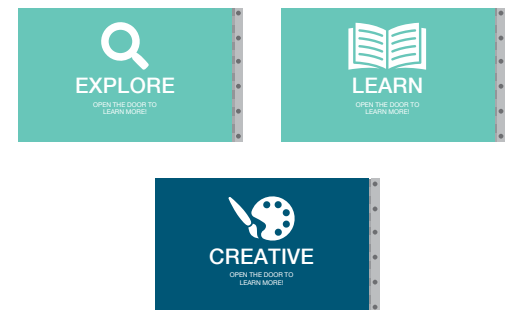 EXPLORE
OPEN THE DOOR TO
LEARN MORE!
LEARN
OPEN THE DOOR TO
LEARN MORE!
CREATIVE
OPEN THE DOOR TO
LEARN MORE!